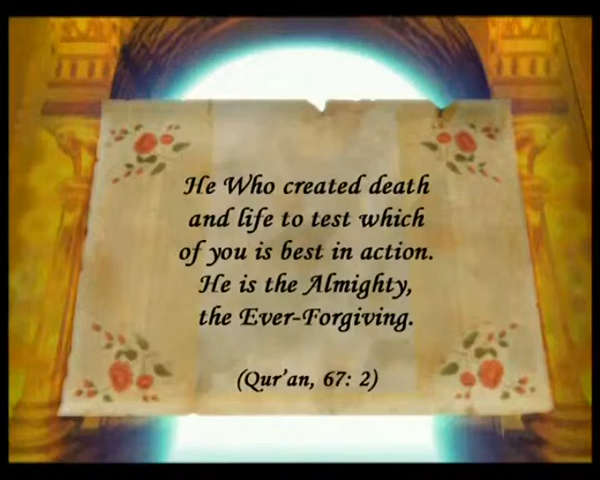 He Who created death
and life to test which
of you is best in action.
He is the Almighty,
the Ever-Forgiving.
(Qur'an, 67: 2)